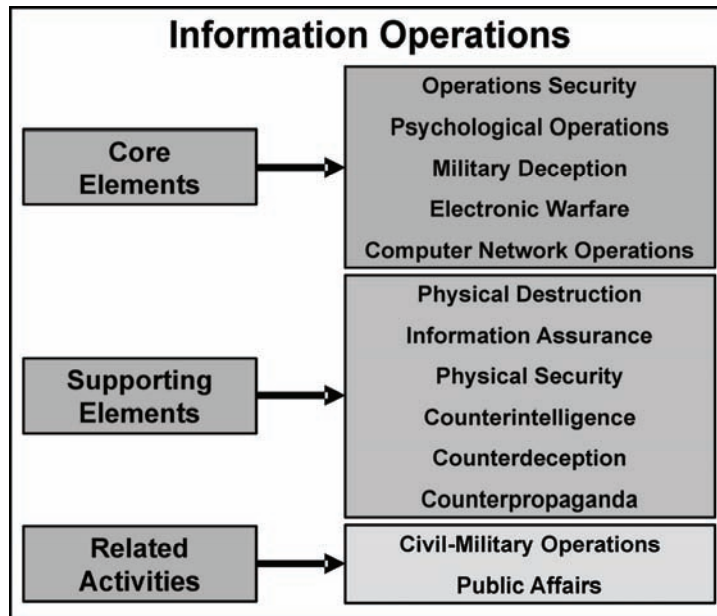 Information Operations
Core
Elements
Operations Security
Psychological Operations
Military Deception
Electronic Warfare
Computer Network Operations
Supporting
Elements
Physical Destruction
Information Assurance
Physical Security
Counterintelligence
Counterdeception
Counterpropaganda
Related
Activities
Civil-Military Operations
Public Affairs